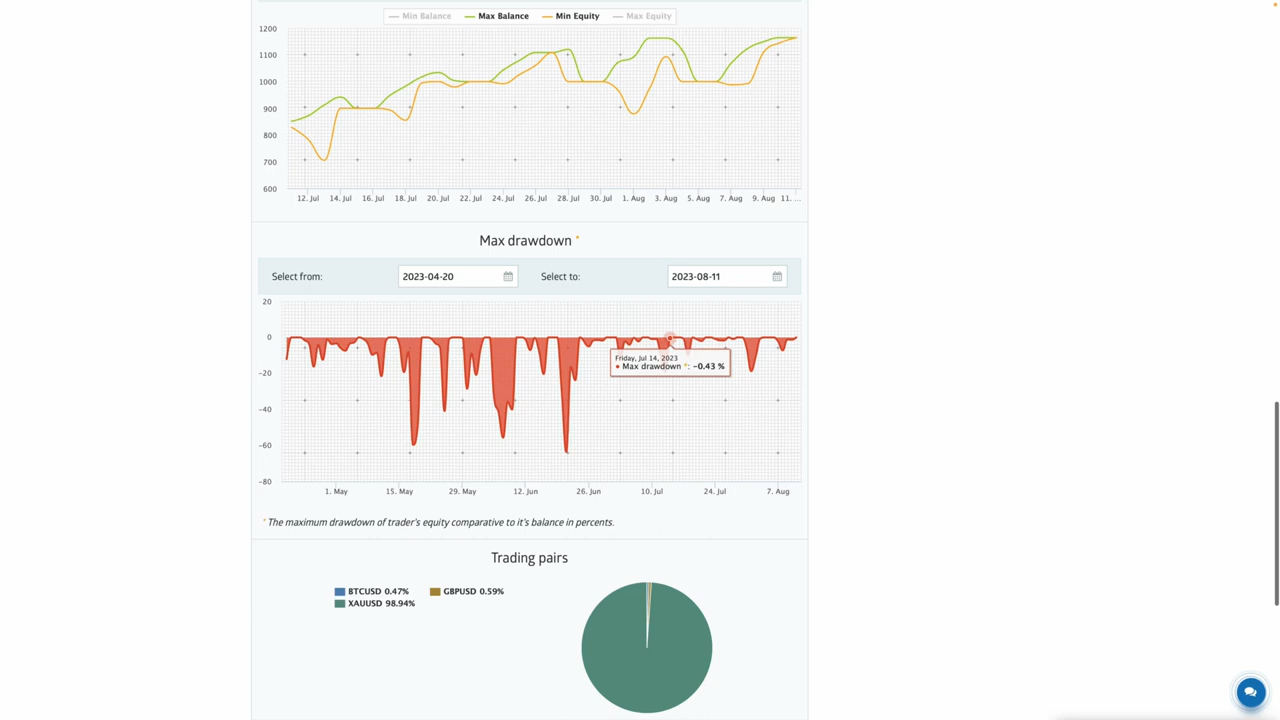 Min Balance Max Balance Min Equity Max Equity
1200
1100
1000
900
800
700
600
12. Jul 14. Jul 16. Jul 18. Jul 20. Jul 22. Jul 24. Jul 26. Jul 28. Jul 30. Jul 1. Aug 3. Aug 5. Aug 7. Aug 9. Aug 11. ...
Max drawdown *
Select from: 2023-04-20 Select to: 2023-08-11
20
0
-20
-40
-60
-80
Friday, Jul 14, 2023
• Max drawdown *: -0.43 %
1. May 15. May 29. May 12. Jun 26. Jun 10. Jul 24. Jul 7. Aug
* The maximum drawdown of trader's equity comparative to it's balance in percents.
Trading pairs
BTCUSD 0.47% GBPUSD 0.59%
XAUUSD 98.94%